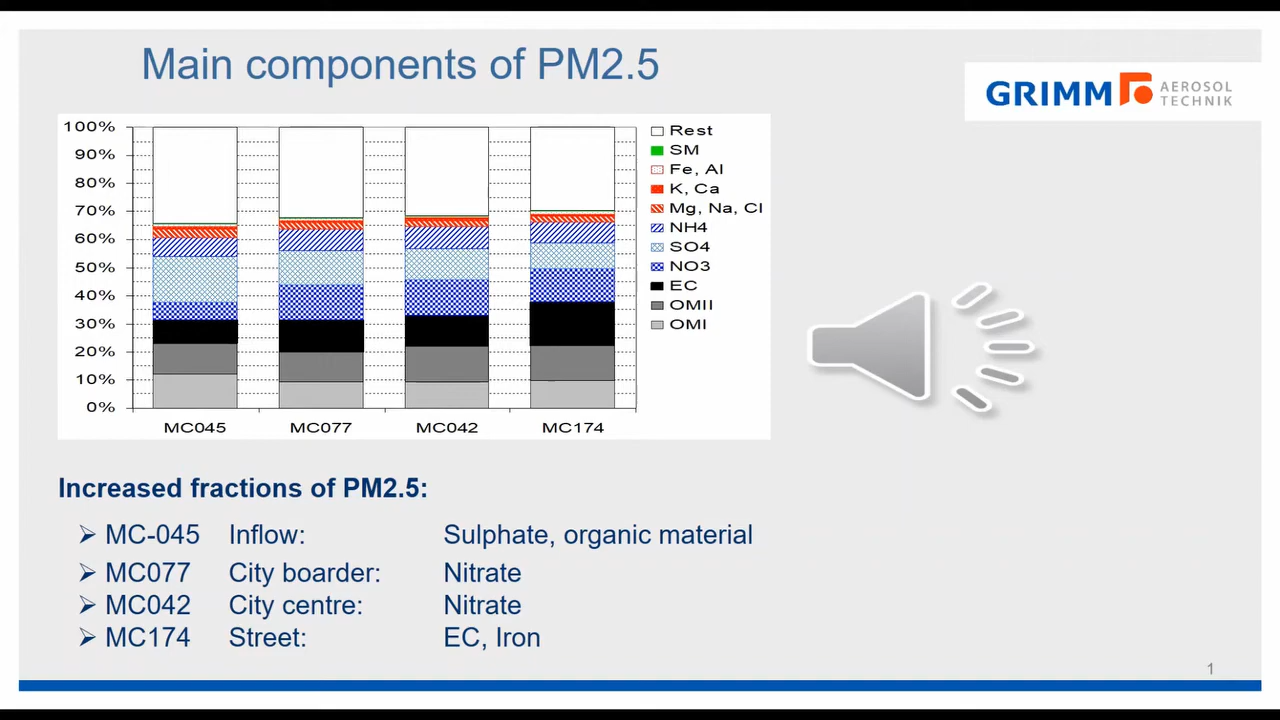 Main components of PM2.5
GRIMM AEROSOL TECHNIK
100%
90%
80%
70%
60%
50%
40%
30%
20%
10%
0%
MC045 MC077 MC042 MC174
Rest
SM
Fe, Al
K, Ca
Mg, Na, Cl
NH4
SO4
NO3
EC
OMII
OMI
Increased fractions of PM2.5:
MC-045 Inflow: Sulphate, organic material
MC077 City boarder: Nitrate
MC042 City centre: Nitrate
MC174 Street: EC, Iron
1